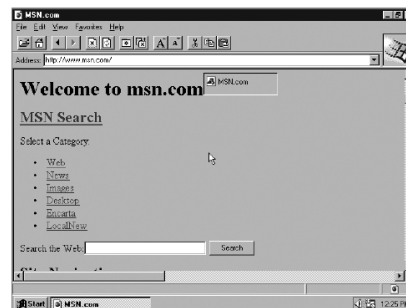 MSN.com
File Edit View Favorites Help
Address: http://www.msn.com/
Welcome to msn.com
MSN.com
MSN Search
Select a Category:
Web
News
Images
Desktop
Encarta
LocalNew
Search the Web: Search
Start MSN.com 12:25 PM